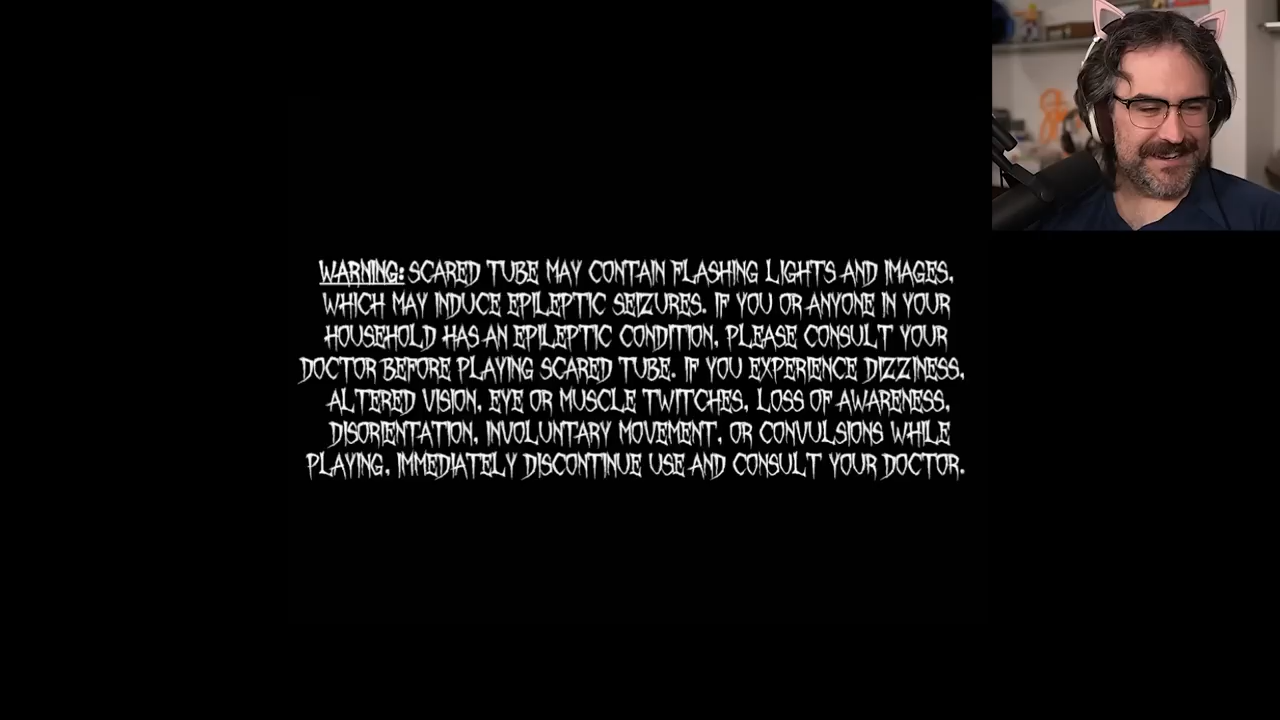 WARNING: SCARED TUBE MAY CONTAIN FLASHING LIGHTS AND IMAGES,
WHICH MAY INDUCE EPILEPTIC SEIZURES. IF YOU OR ANYONE IN YOUR
HOUSEHOLD HAS AN EPILEPTIC CONDITION, PLEASE CONSULT YOUR
DOCTOR BEFORE PLAYING SCARED TUBE. IF YOU EXPERIENCE DIZZINESS,
ALTERED VISION, EYE OR MUSCLE TWITCHES, LOSS OF AWARENESS,
DISORIENTATION, INVOLUNTARY MOVEMENT, OR CONVULSIONS WHILE
PLAYING, IMMEDIATELY DISCONTINUE USE AND CONSULT YOUR DOCTOR.